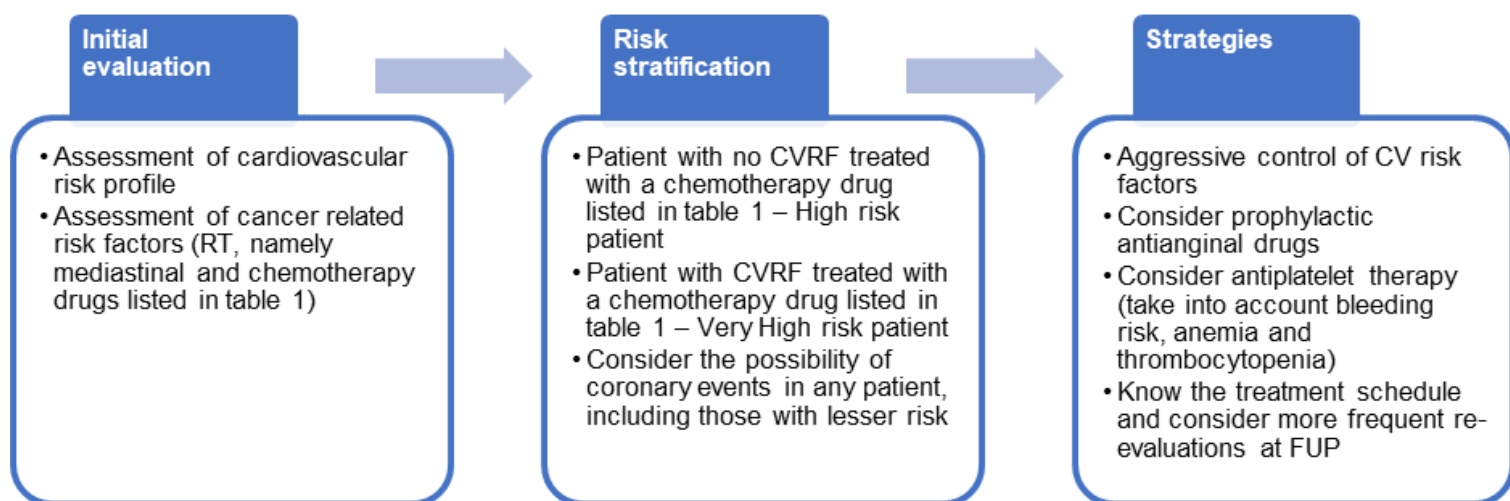 Initial
evaluation
• Assessment of cardiovascular
risk profile
• Assessment of cancer related
risk factors (RT, namely
mediastinal and chemotherapy
drugs listed in table 1)
Risk
stratification
• Patient with no CVRF treated
with a chemotherapy drug
listed in table 1 – High risk
patient
• Patient with CVRF treated with
a chemotherapy drug listed in
table 1 – Very High risk patient
• Consider the possibility of
coronary events in any patient,
including those with lesser risk
Strategies
• Aggressive control of CV risk
factors
• Consider prophylactic
antianginal drugs
• Consider antiplatelet therapy
(take into account bleeding
risk, anemia and
thrombocytopenia)
• Know the treatment schedule
and consider more frequent re-
evaluations at FUP